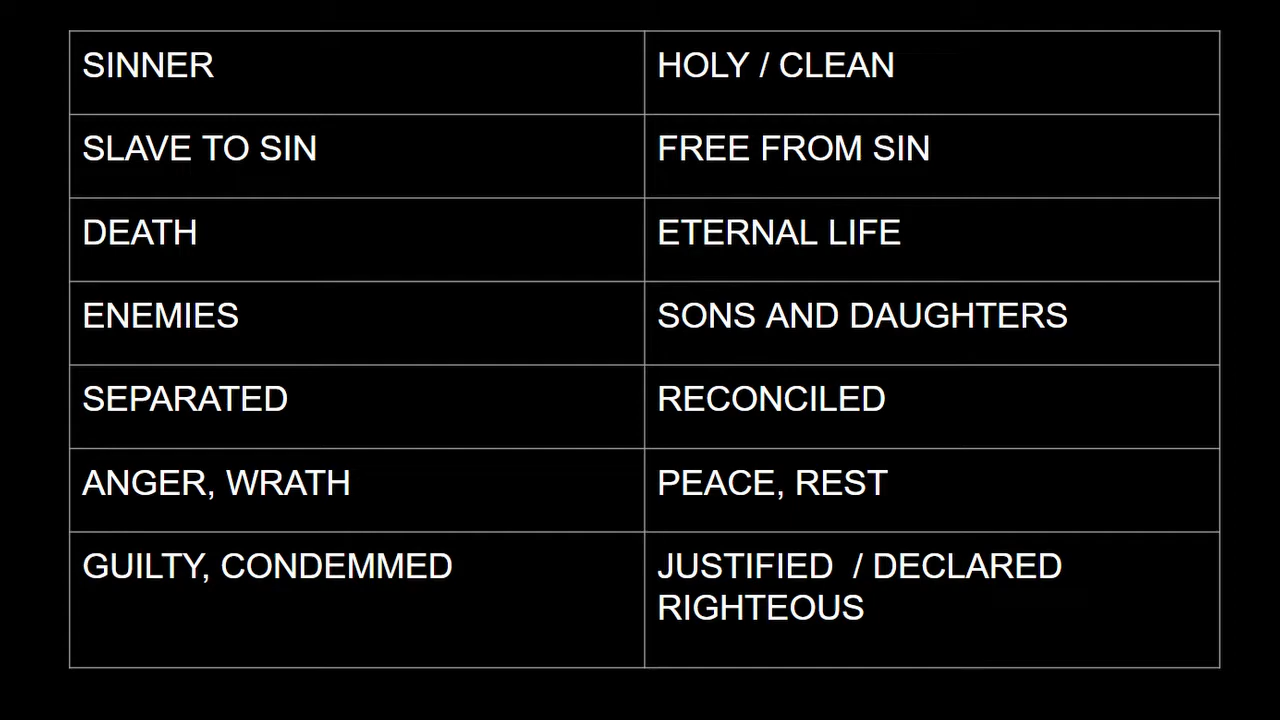 SINNER
HOLY / CLEAN
SLAVE TO SIN
FREE FROM SIN
DEATH
ETERNAL LIFE
ENEMIES
SONS AND DAUGHTERS
SEPARATED
RECONCILED
ANGER, WRATH
PEACE, REST
GUILTY, CONDEMMED
JUSTIFIED  / DECLARED
RIGHTEOUS